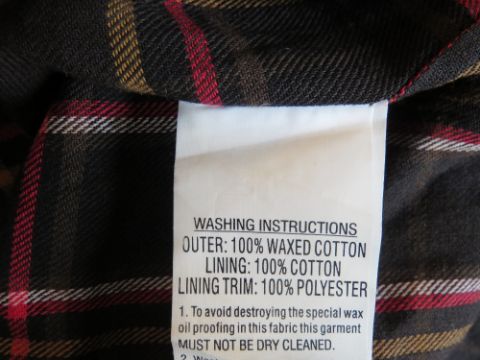 WASHING INSTRUCTIONS
OUTER: 100% WAXED COTTON
LINING: 100% COTTON
LINING TRIM: 100% POLYESTER
1. To avoid destroying the special wax
oil proofing in this fabric this garment
MUST NOT BE DRY CLEANED.
2.